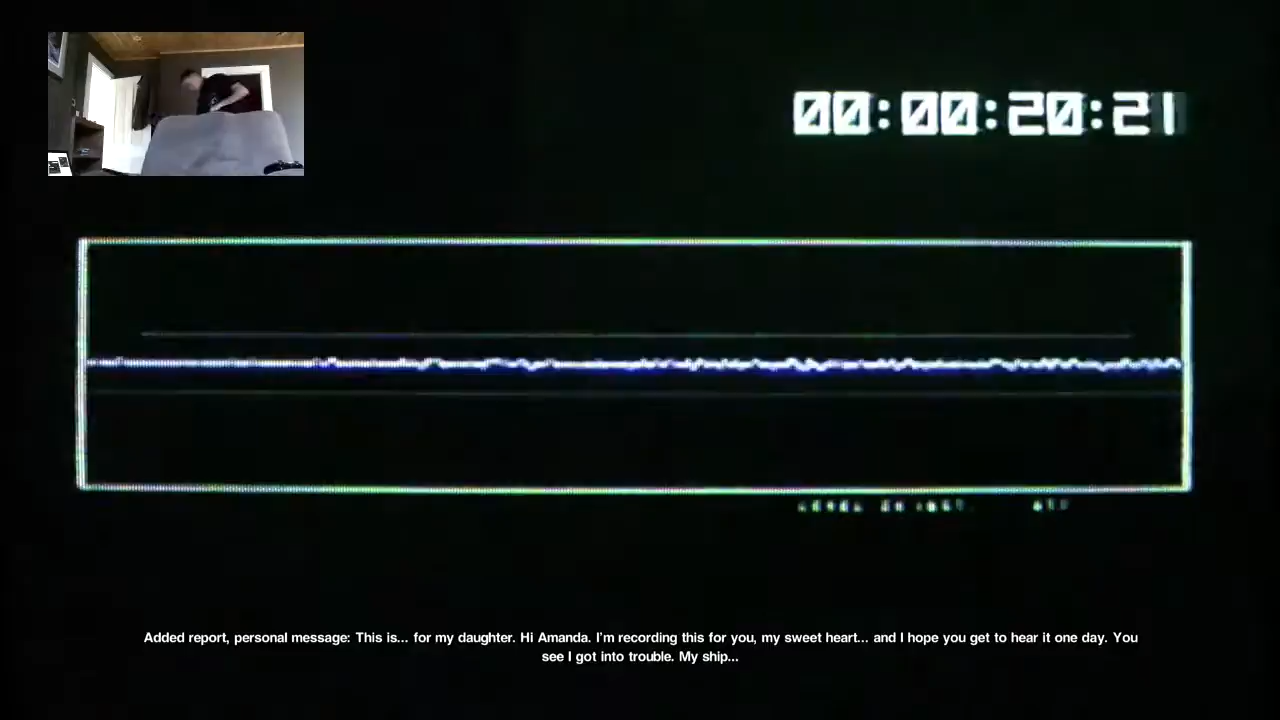 00:00:20:21
Added report, personal message: This is... for my daughter. Hi Amanda. I'm recording this for you, my sweet heart... and I hope you get to hear it one day. You
see I got into trouble. My ship...